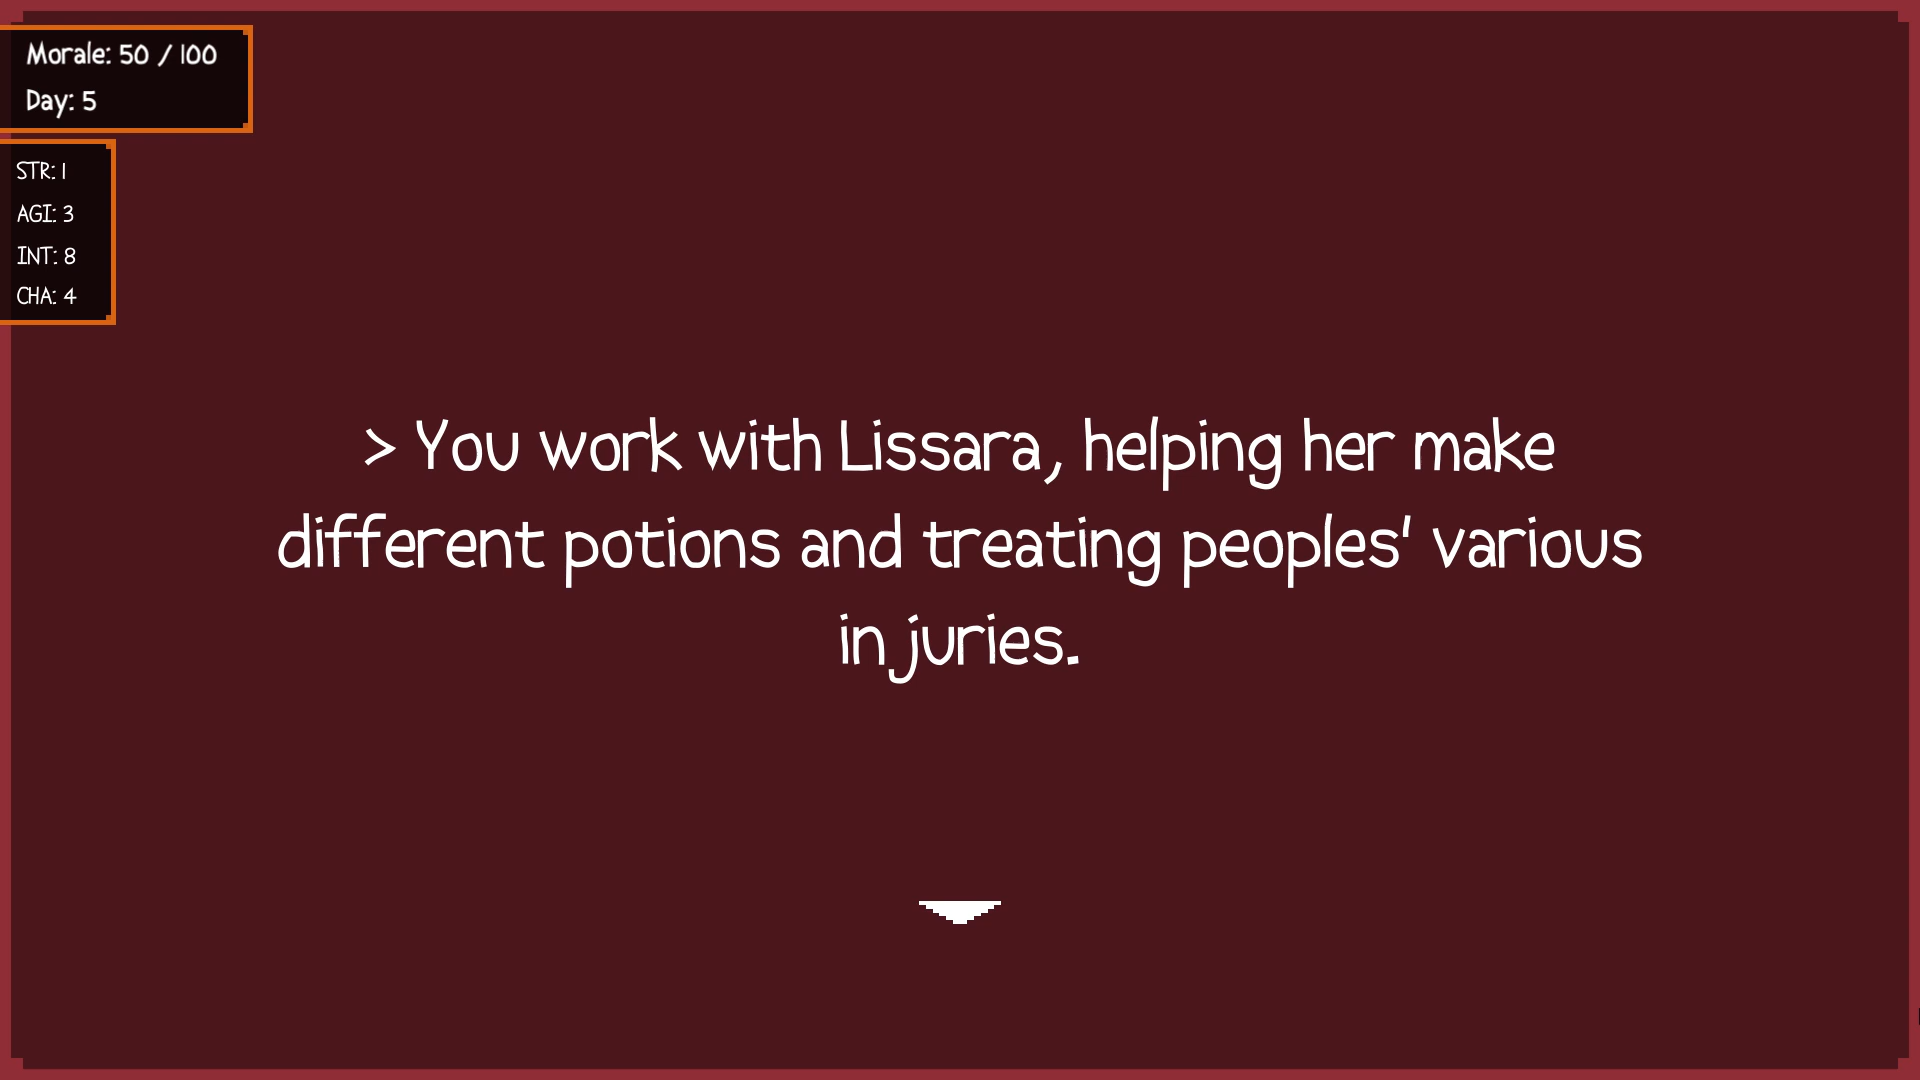 Morale: 50 / 100
Day: 5
STR: 1
AGI: 3
INT: 8
CHA: 4
> You work with Lissara, helping her make
different potions and treating peoples' various
injuries.